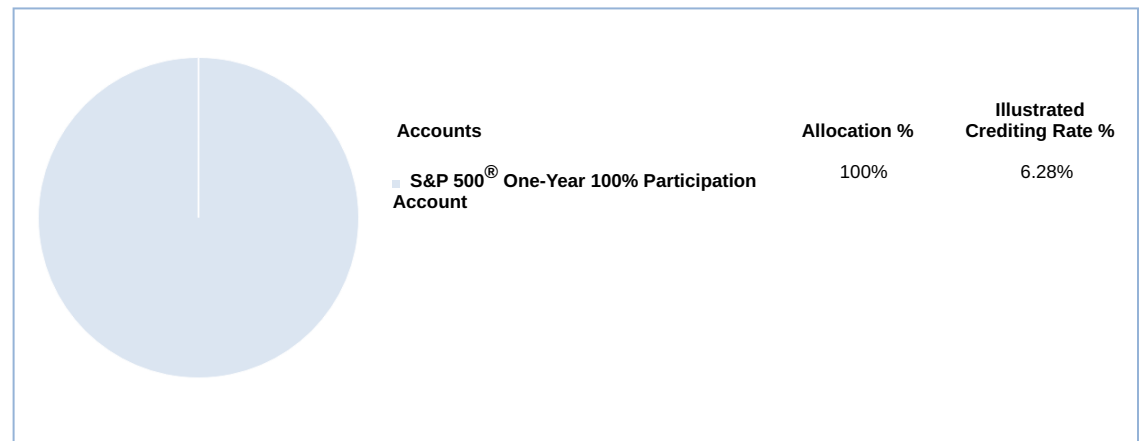 Illustrated
Accounts Allocation % Crediting Rate %
S&P 500® One-Year 100% Participation 100% 6.28%
Account